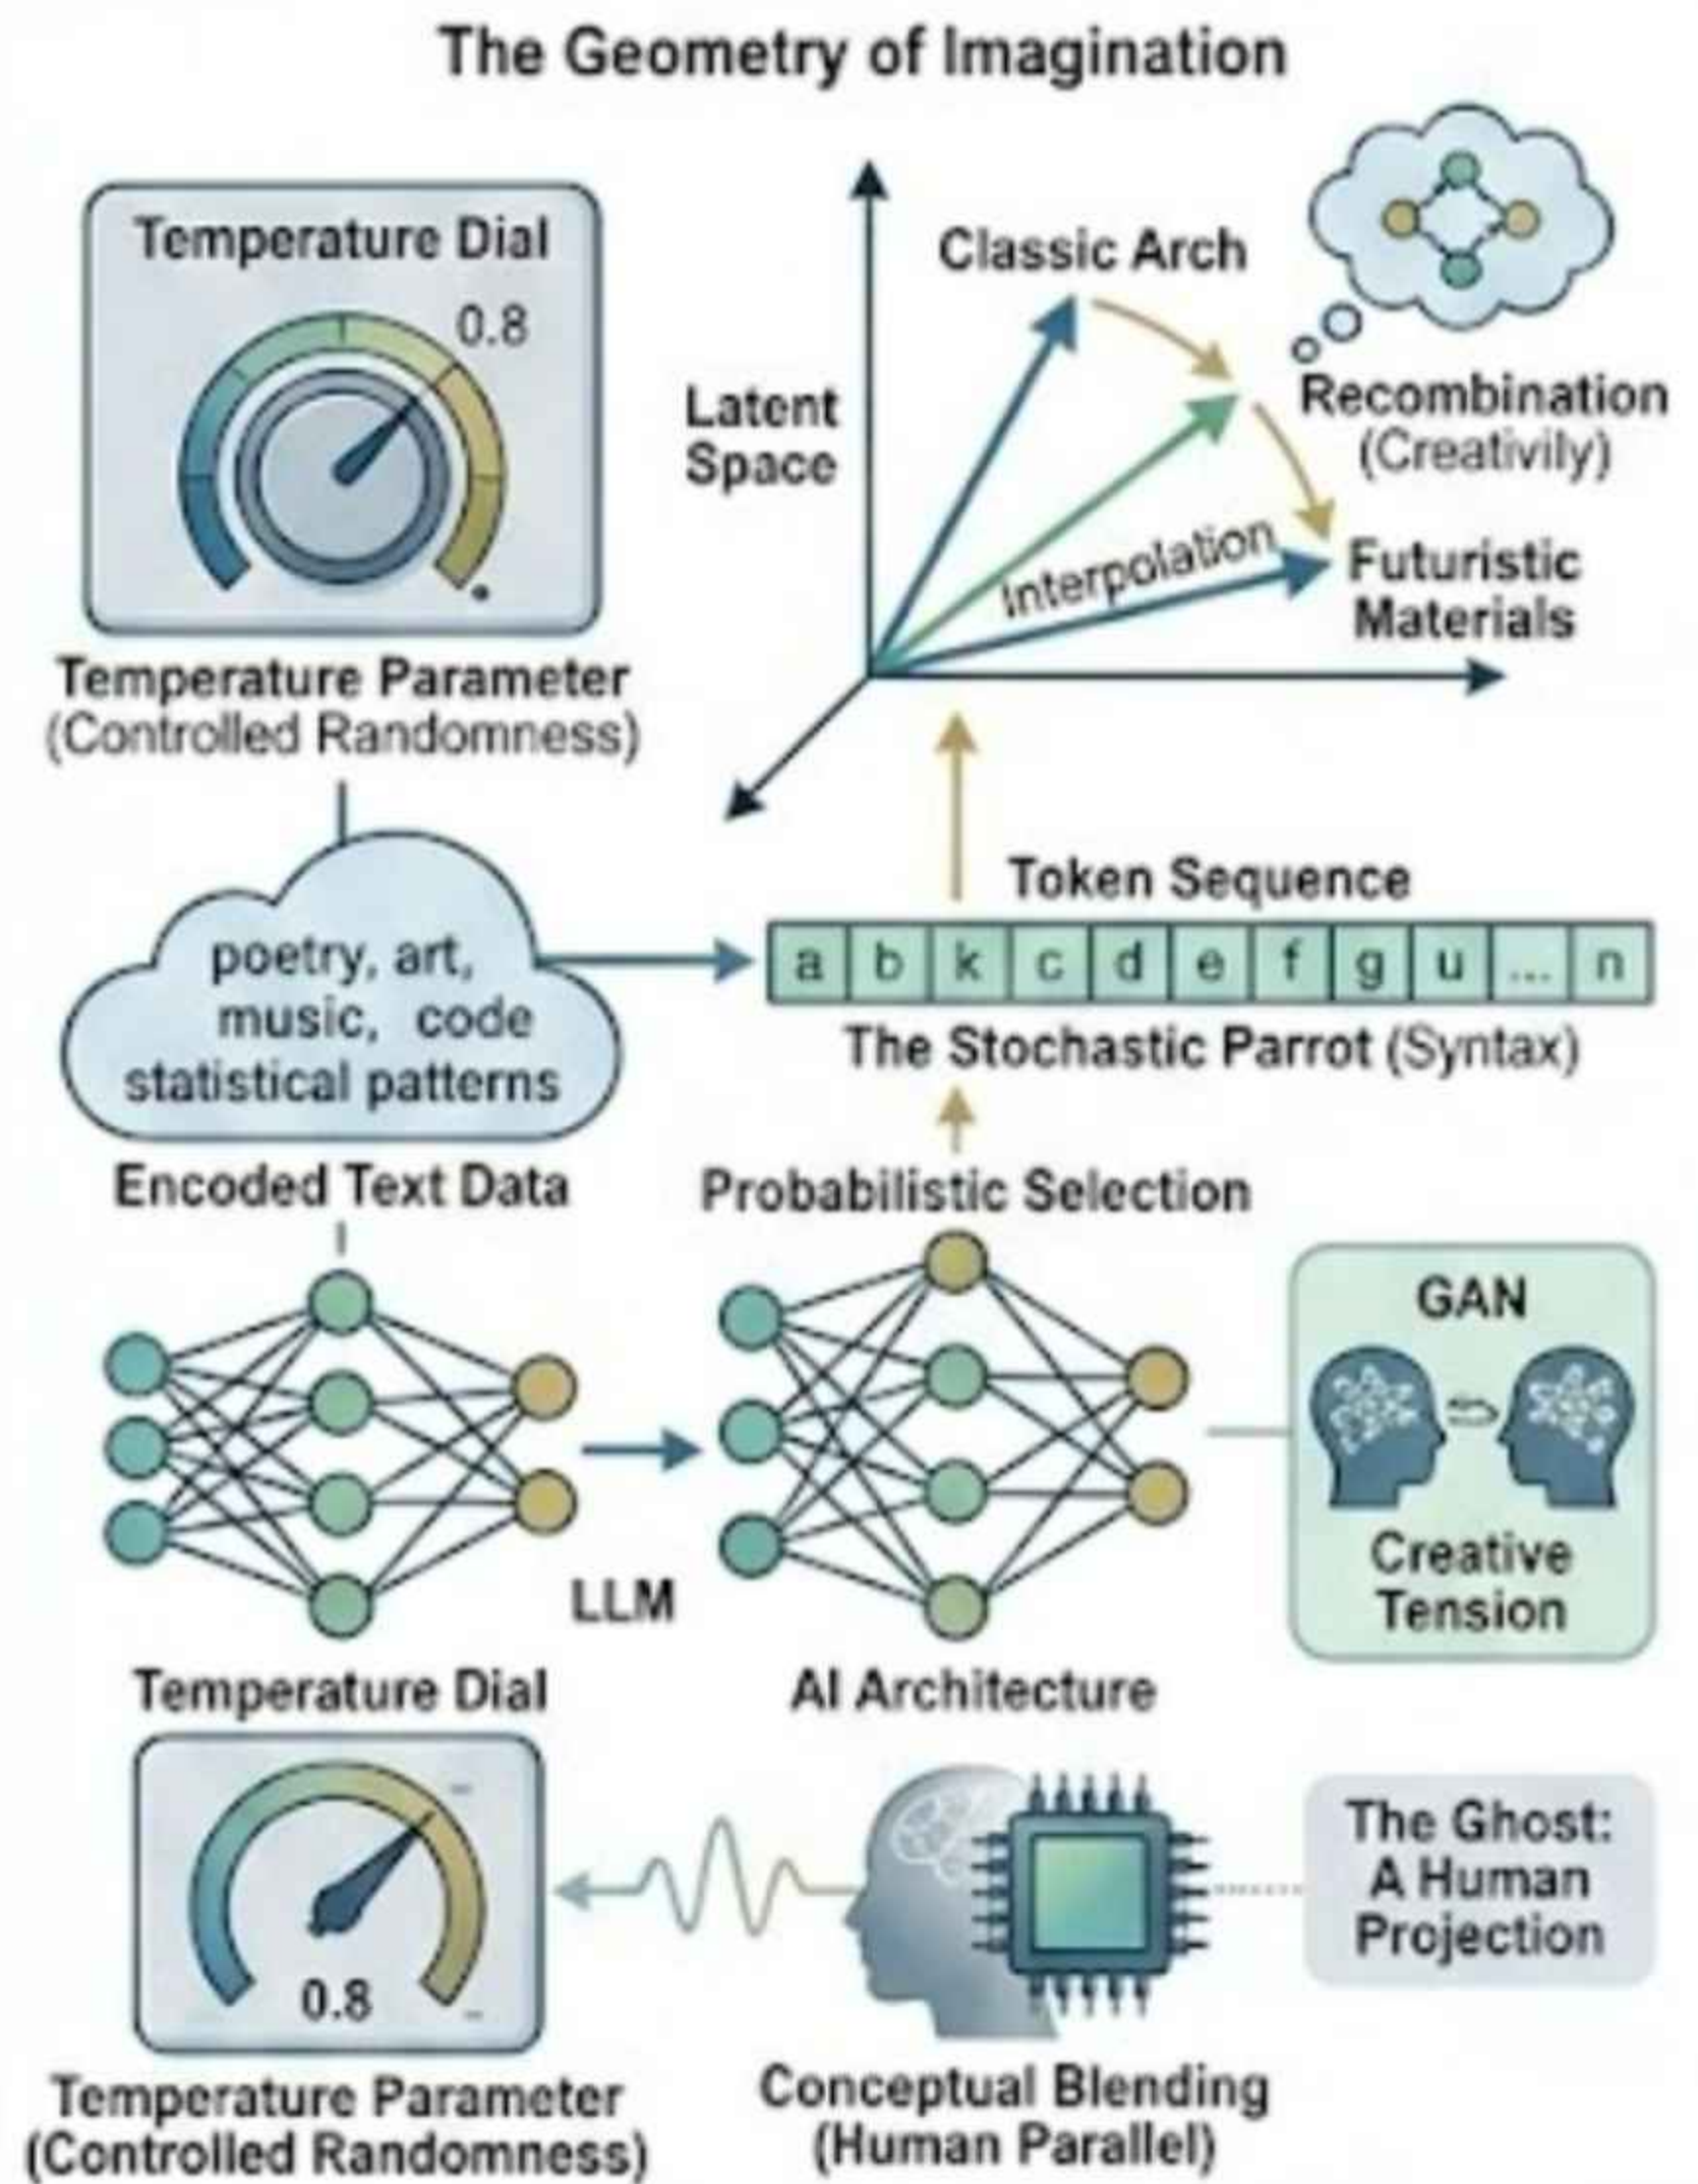 The Geometry of Imagination
Temperature Dial
0.8
Temperature Parameter
(Controlled Randomness)
Latent
Space
Classic Arch
Recombination
(Creativily)
Interpolation
Futuristic
Materials
poetry, art,
music, code
statistical patterns
Encoded Text Data
Token Sequence
a b k c d e f g u ... n
The Stochastic Parrot (Syntax)
Probabilistic Selection
LLM
AI Architecture
GAN
Creative
Tension
Temperature Dial
0.8
Temperature Parameter
(Controlled Randomness)
Conceptual Blending
(Human Parallel)
The Ghost:
A Human
Projection